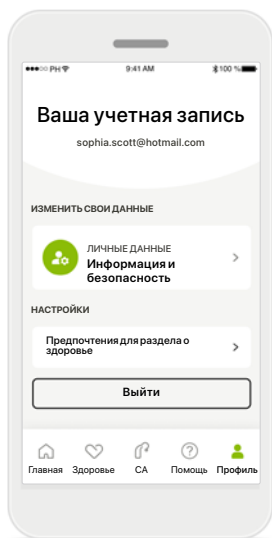 PH 9:41 AM 100 %
Ваша учетная запись
sophia.scott@hotmail.com
ИЗМЕНИТЬ СВОИ ДАННЫЕ
ЛИЧНЫЕ ДАННЫЕ
Информация и
безопасность
НАСТРОЙКИ
Предпочтения для раздела о
здоровье
Выйти
Главная Здоровье СА Помощь Профиль